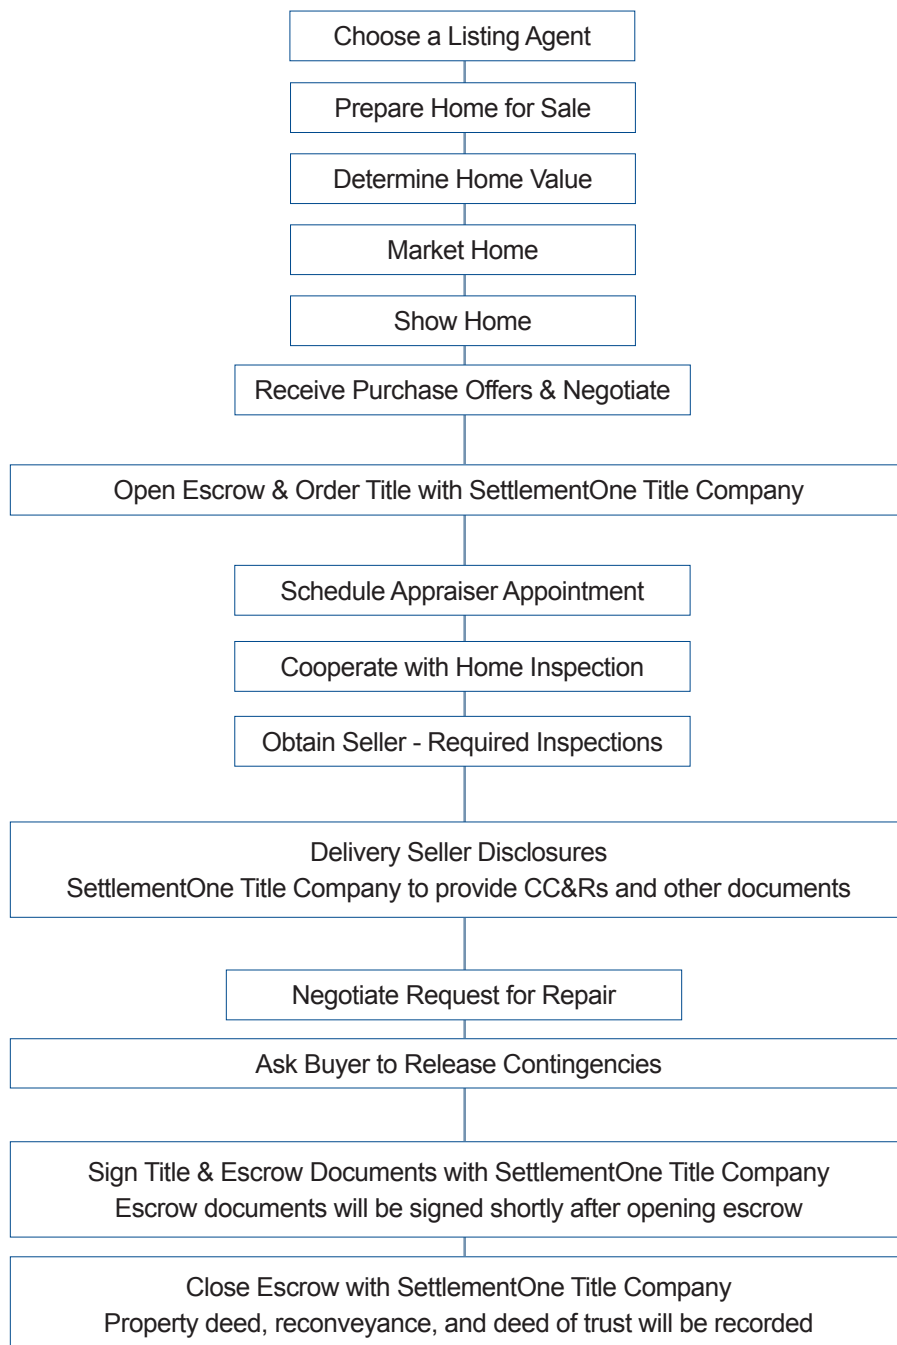 Choose a Listing Agent
Prepare Home for Sale
Determine Home Value
Market Home
Show Home
Receive Purchase Offers & Negotiate
Open Escrow & Order Title with SettlementOne Title Company
Schedule Appraiser Appointment
Cooperate with Home Inspection
Obtain Seller - Required Inspections
Delivery Seller Disclosures
SettlementOne Title Company to provide CC&Rs and other documents
Negotiate Request for Repair
Ask Buyer to Release Contingencies
Sign Title & Escrow Documents with SettlementOne Title Company
Escrow documents will be signed shortly after opening escrow
Close Escrow with SettlementOne Title Company
Property deed, reconveyance, and deed of trust will be recorded